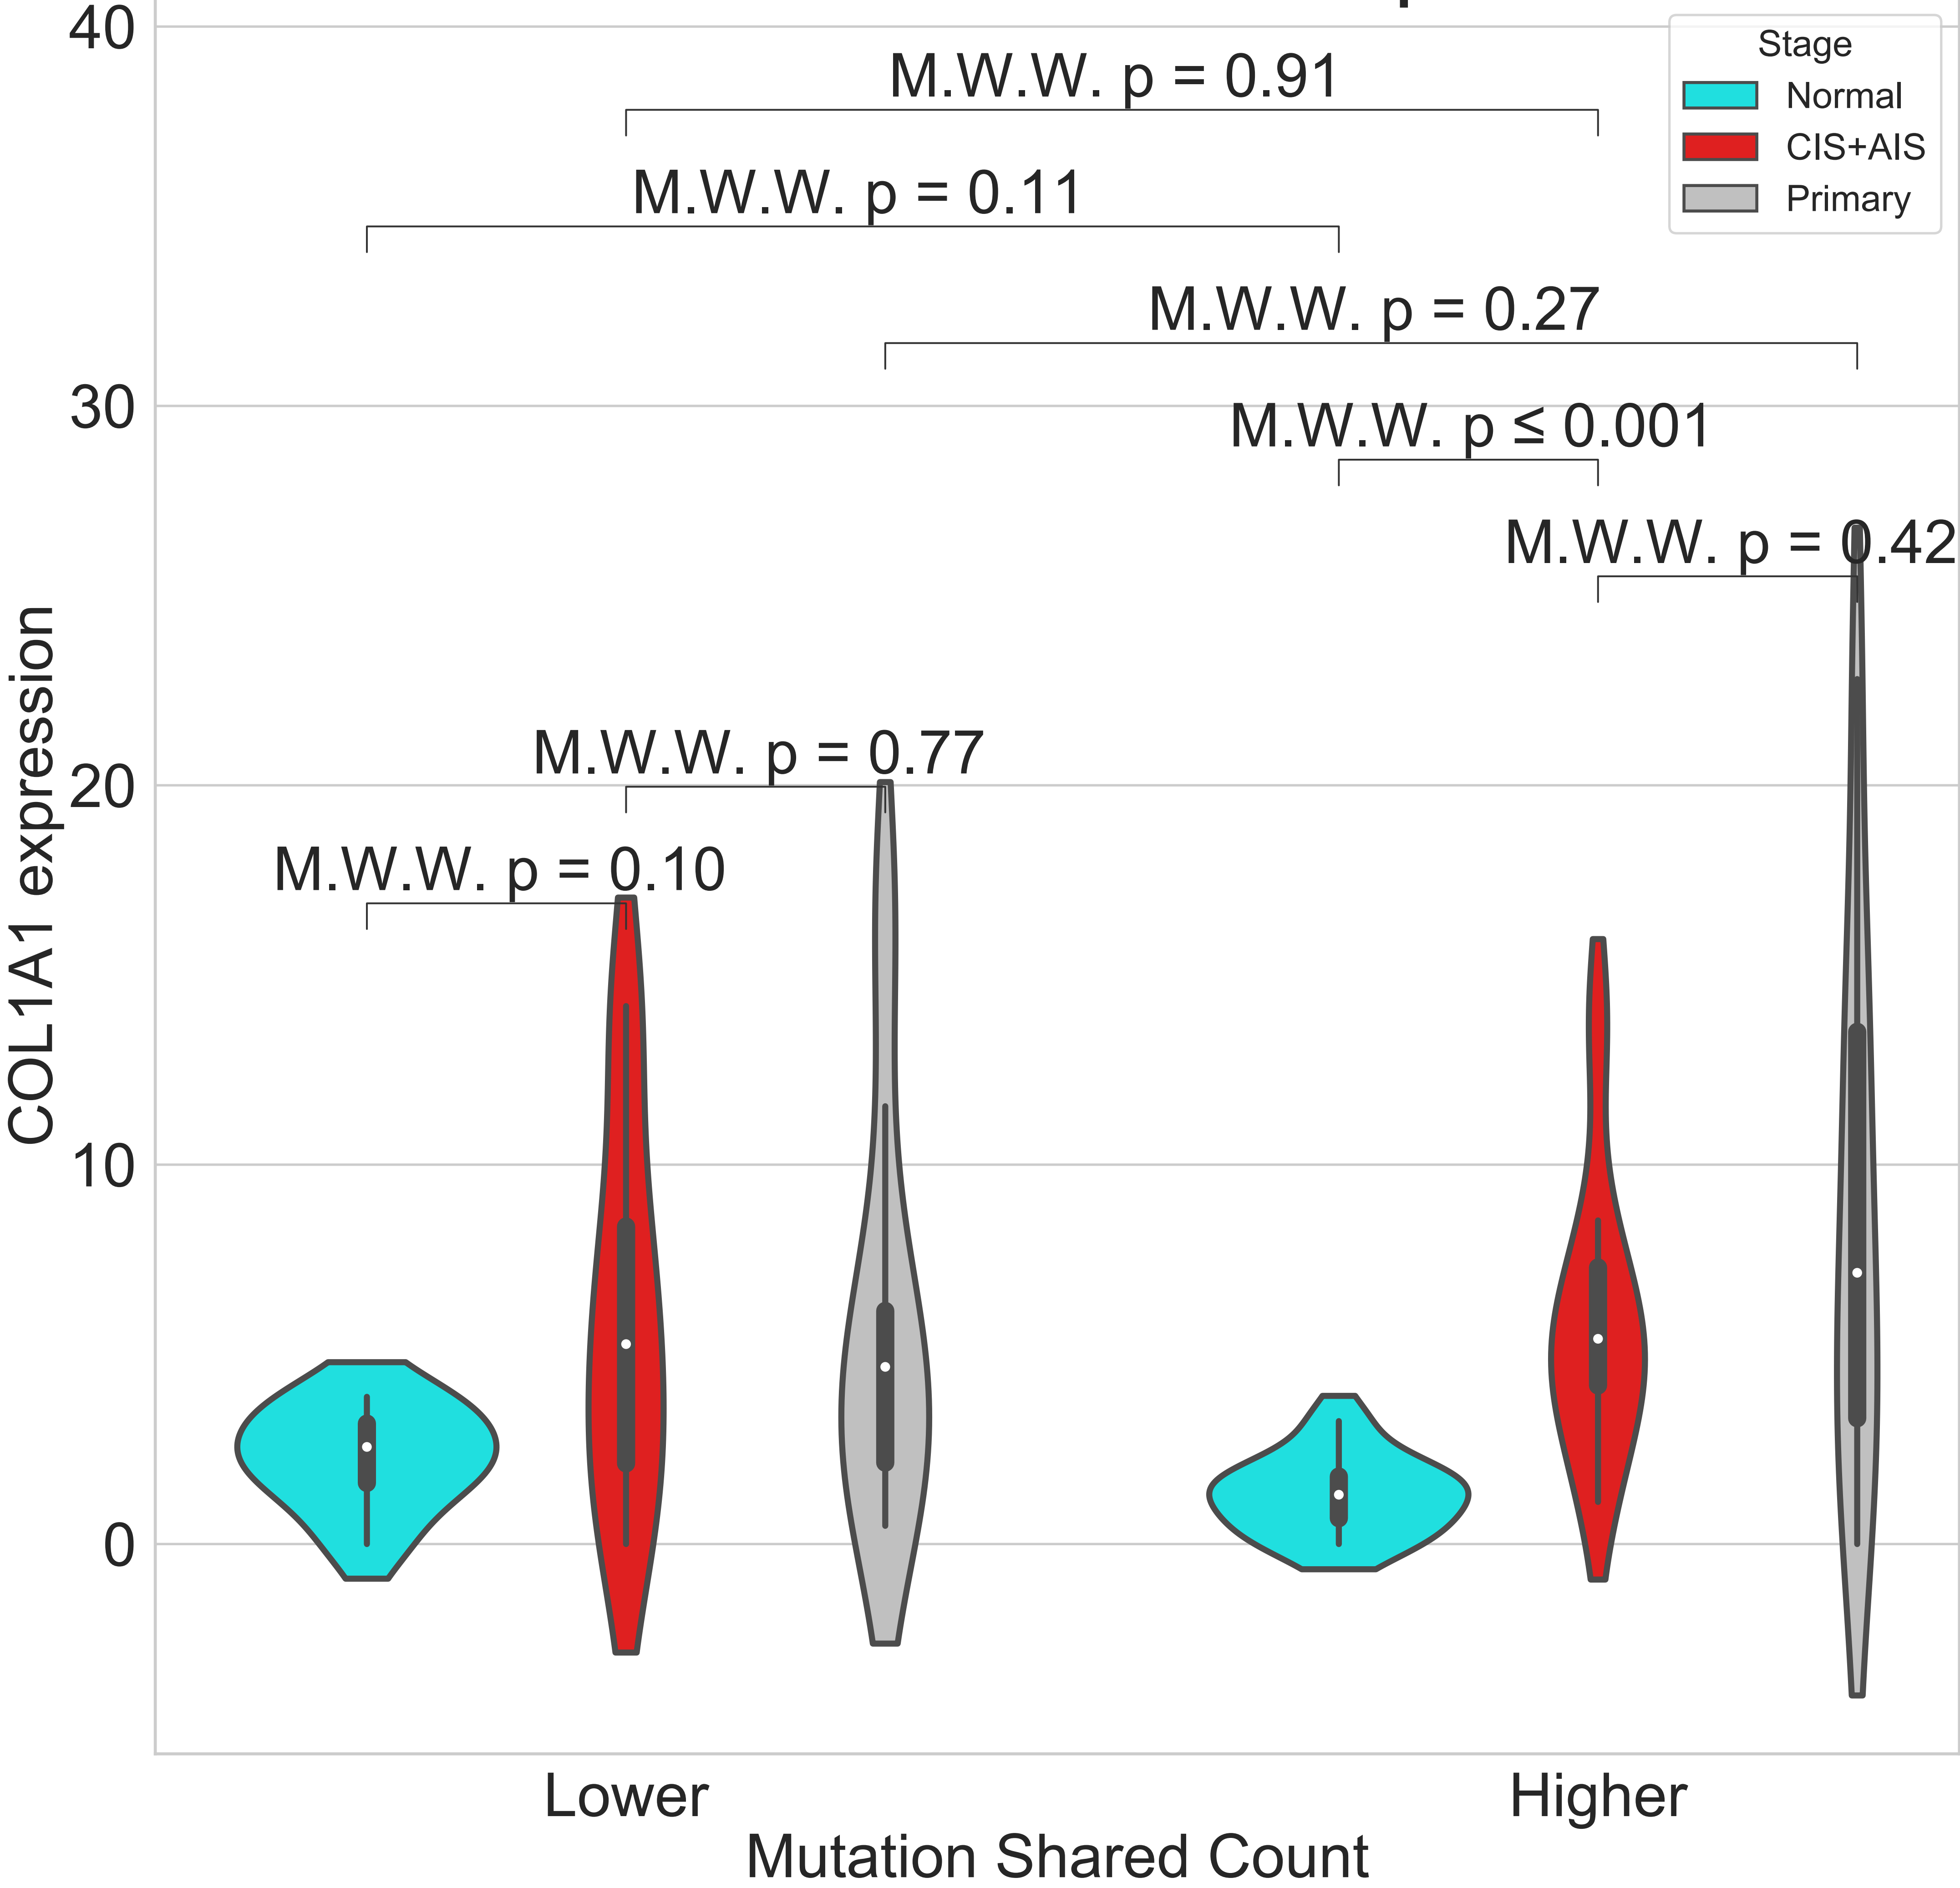 40
Stage
Normal
CIS+AIS
Primary
M.W.W. p = 0.91
M.W.W. p = 0.11
M.W.W. p = 0.27
30
M.W.W. p ≤ 0.001
M.W.W. p = 0.42
COL1A1 expression
M.W.W. p = 0.77
20
M.W.W. p = 0.10
10
0
Lower
Higher
Mutation Shared Count